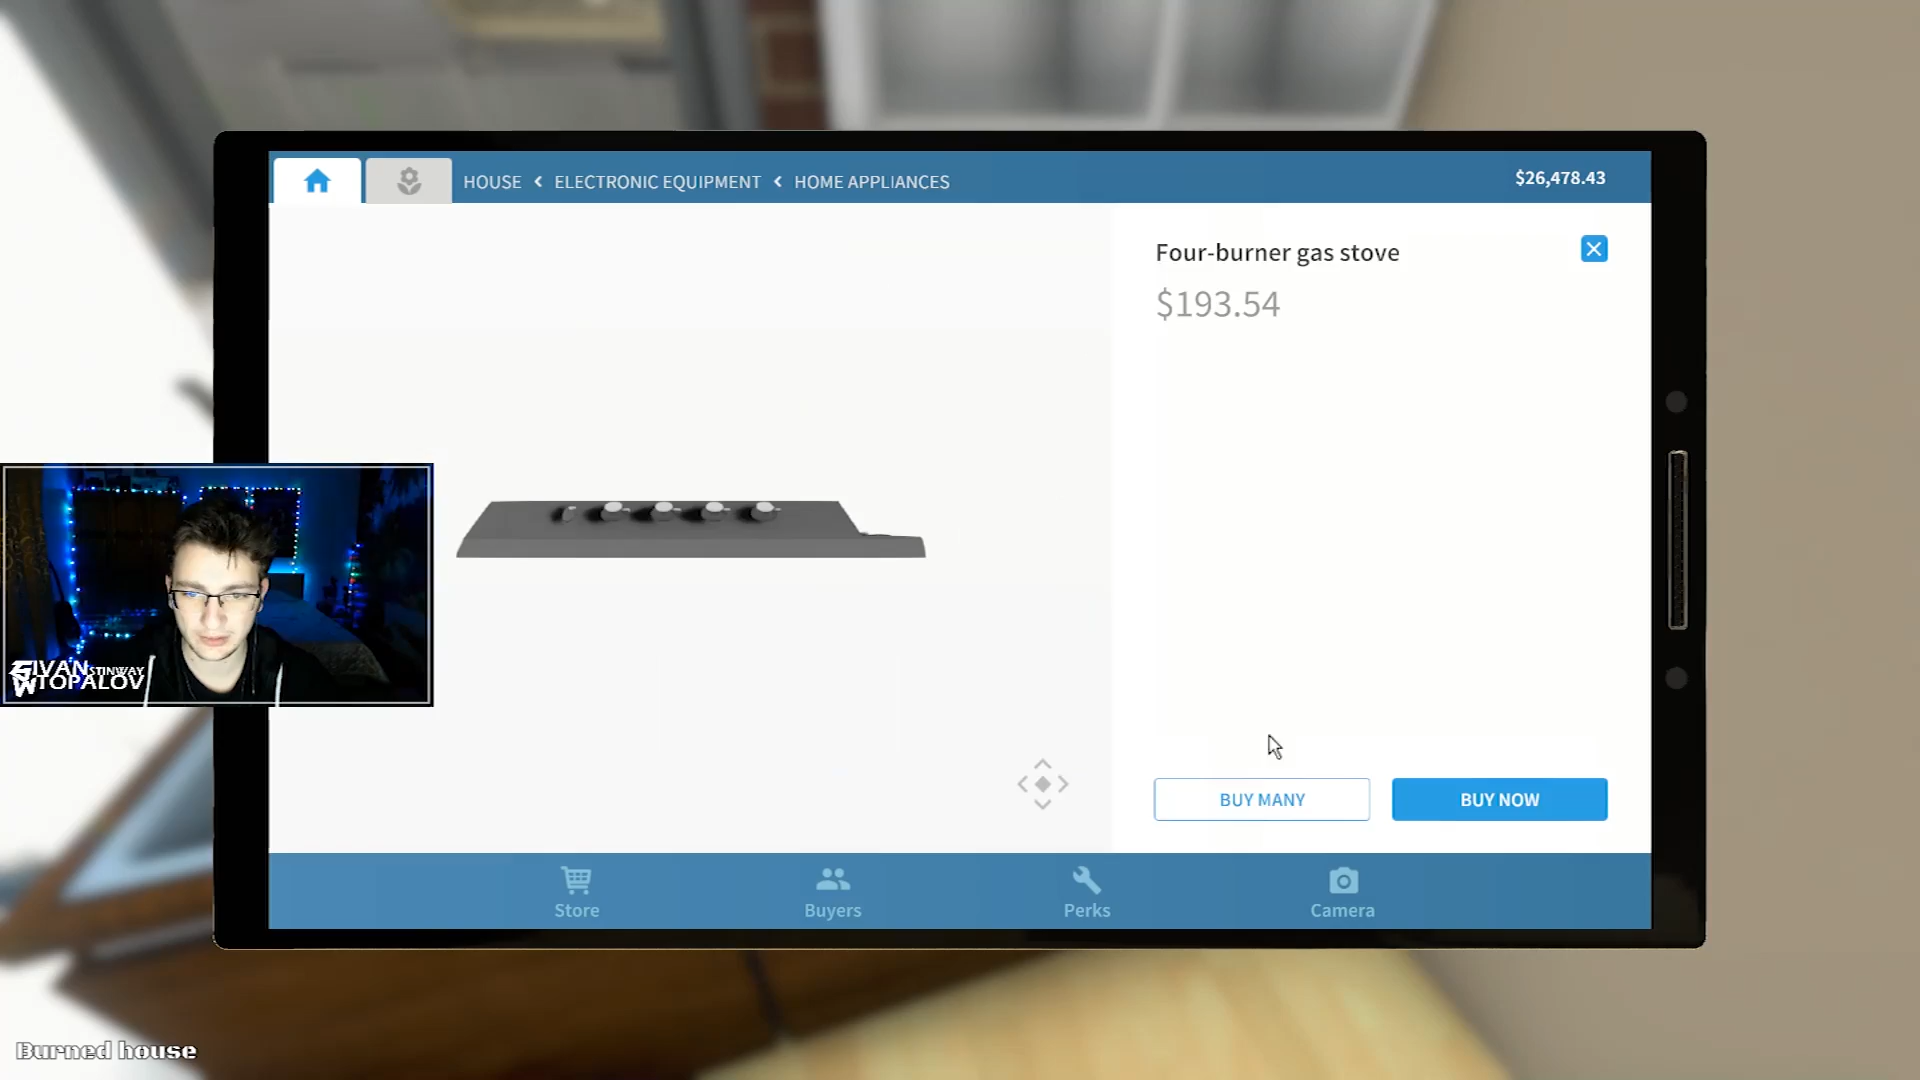 HOUSE < ELECTRONIC EQUIPMENT < HOME APPLIANCES
$26,478.43
Four-burner gas stove
$193.54
BUY MANY
BUY NOW
Store
Buyers
Perks
Camera
IVAN STINWAY
TOPALOV
Burned house